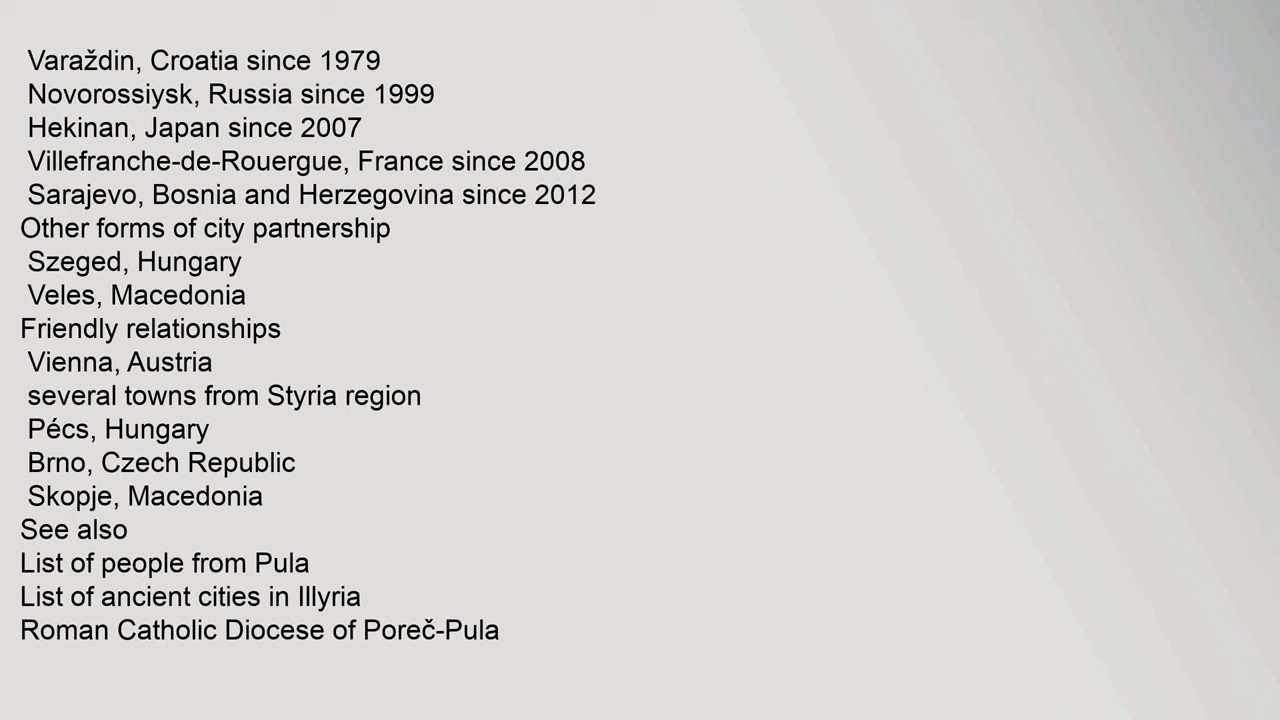 Varaždin, Croatia since 1979
Novorossiysk, Russia since 1999
Hekinan, Japan since 2007
Villefranche-de-Rouergue, France since 2008
Sarajevo, Bosnia and Herzegovina since 2012
Other forms of city partnership
Szeged, Hungary
Veles, Macedonia
Friendly relationships
Vienna, Austria
several towns from Styria region
Pécs, Hungary
Brno, Czech Republic
Skopje, Macedonia
See also
List of people from Pula
List of ancient cities in Illyria
Roman Catholic Diocese of Poreč-Pula